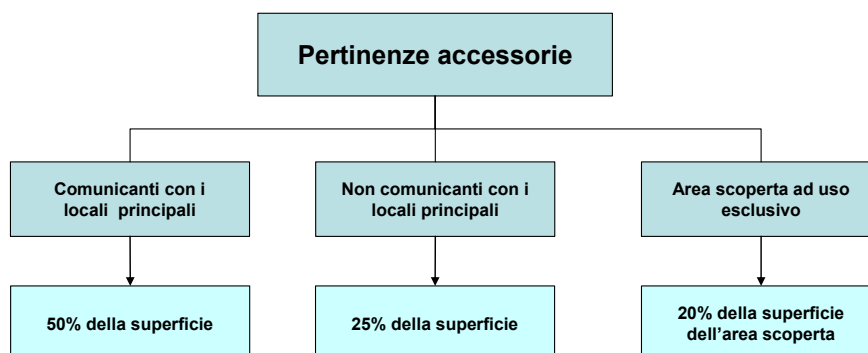 Pertinenze accessorie
Comunicanti con i
locali principali
Non comunicanti con i
locali principali
Area scoperta ad uso
esclusivo
50% della superficie
25% della superficie
20% della superficie
dell'area scoperta